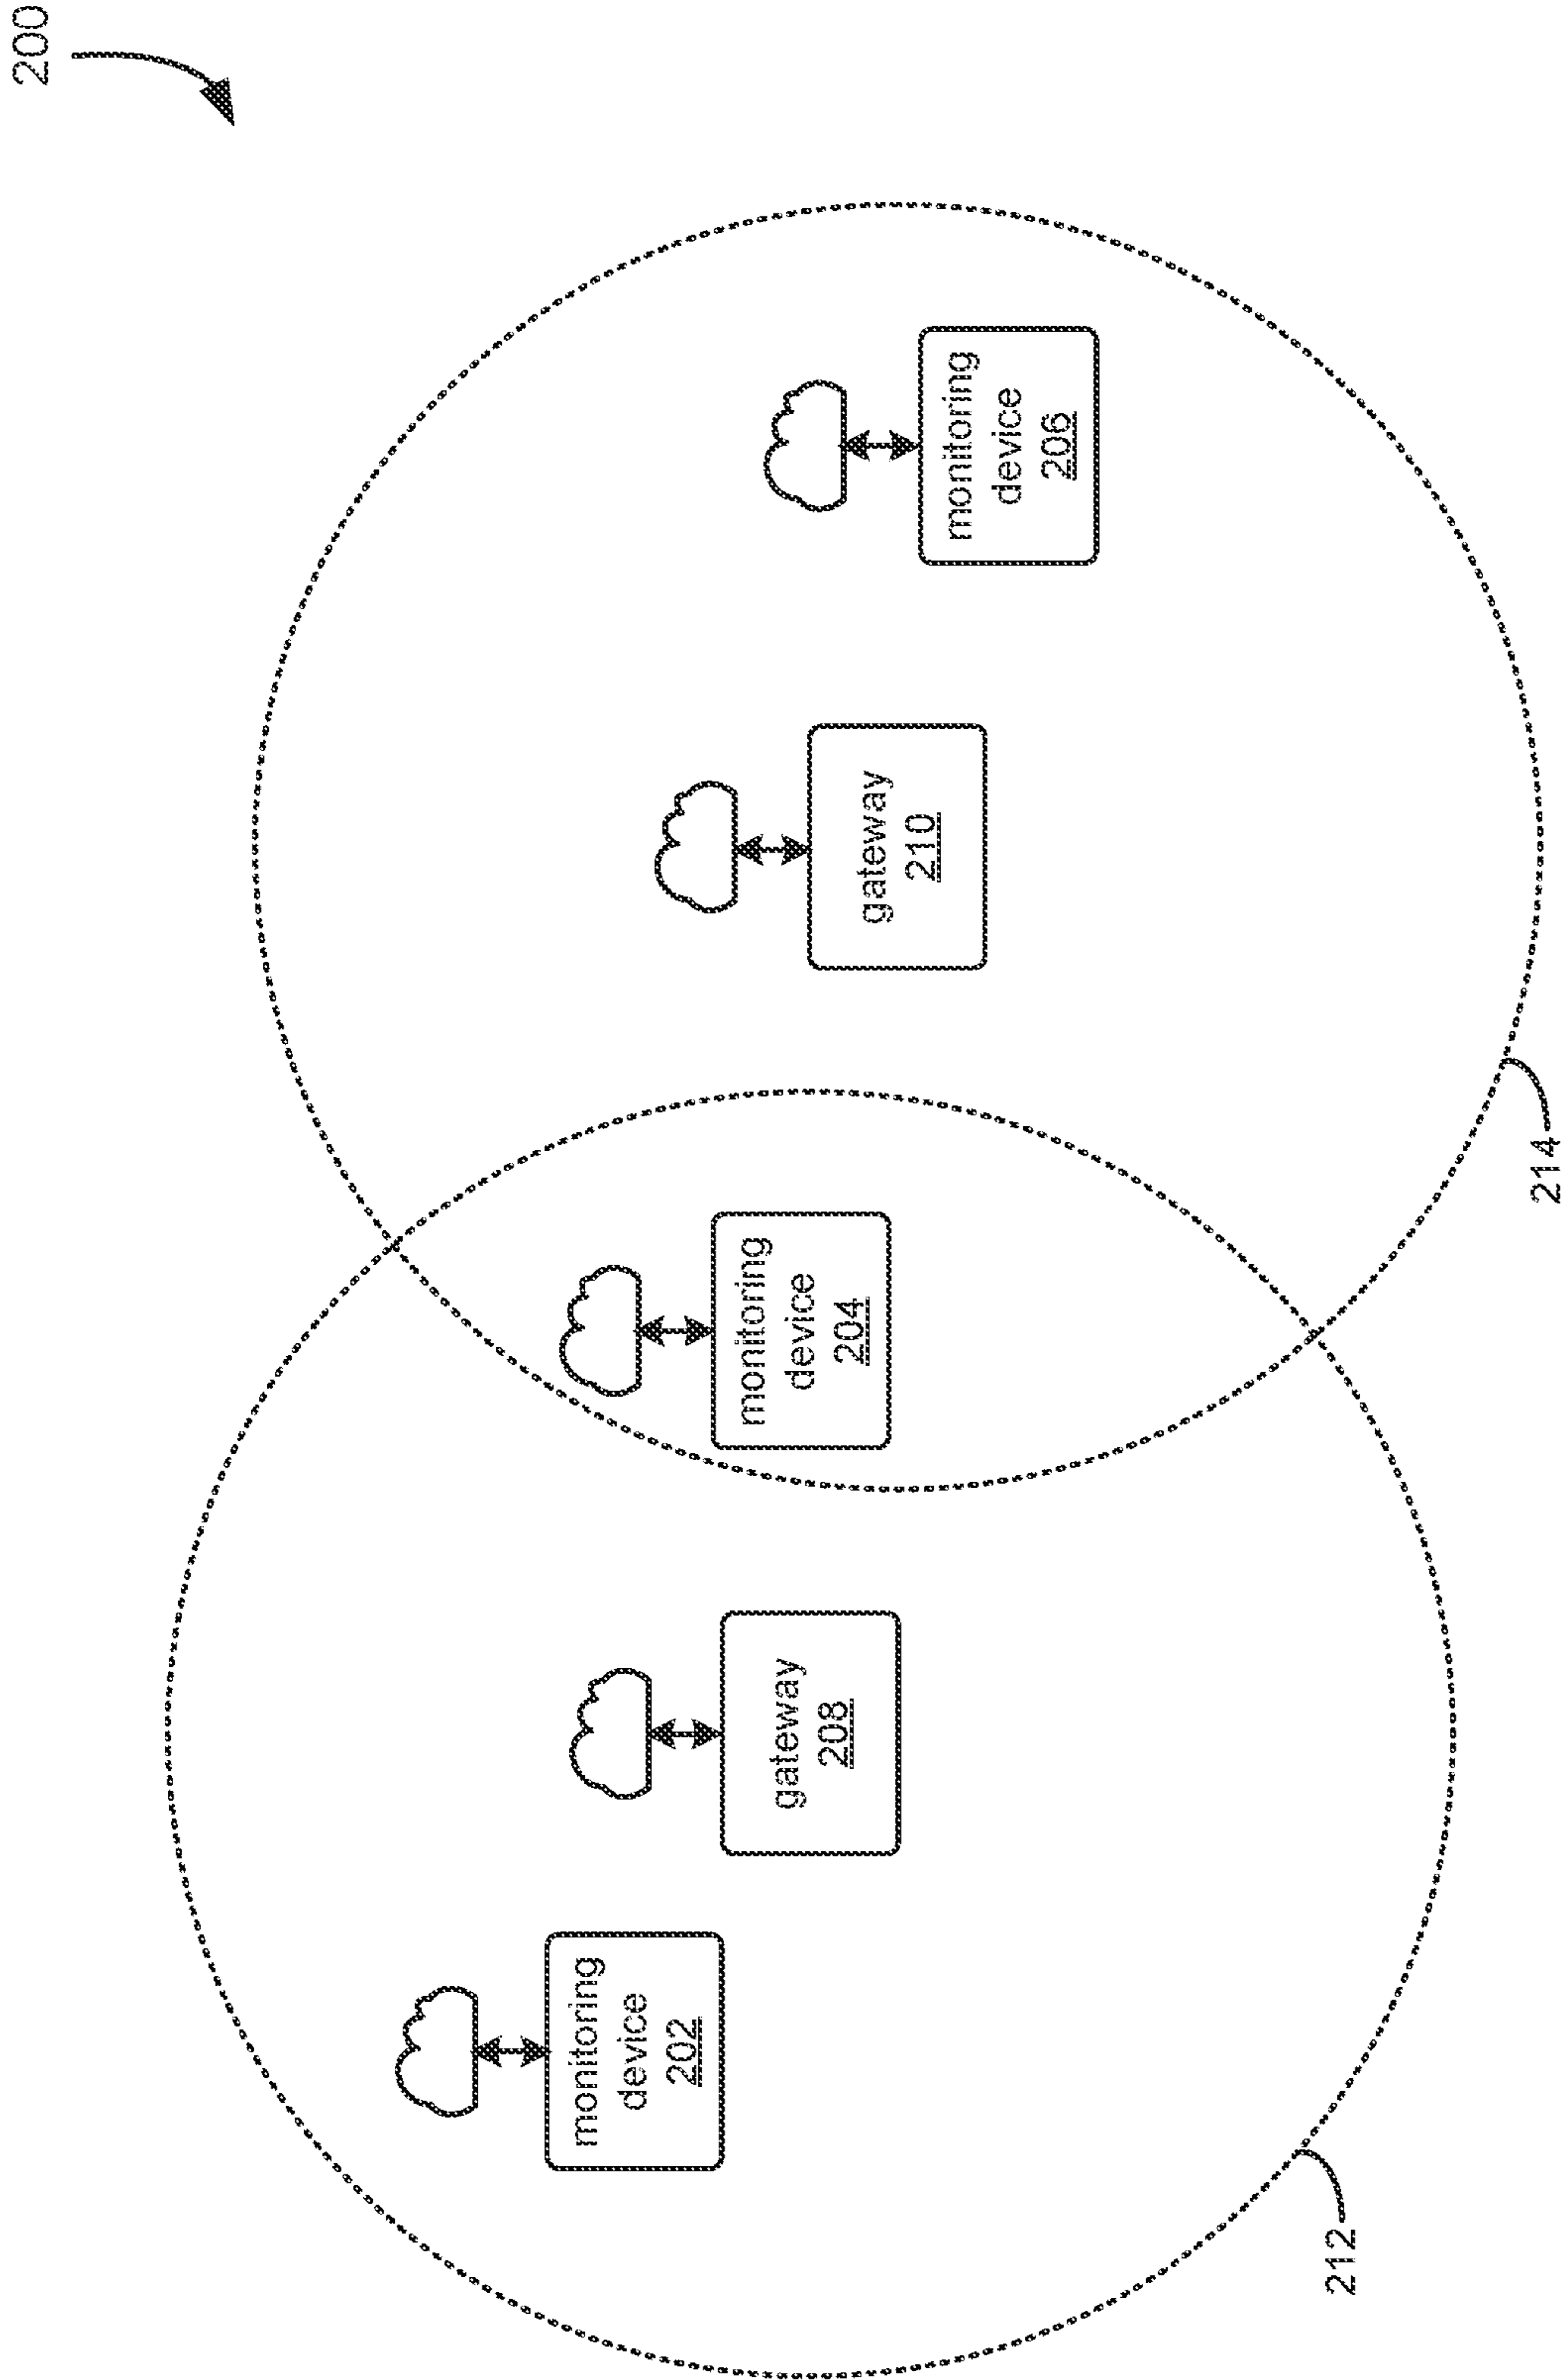 200
monitoring
device
202
gateway
208
monitoring
device
204
gateway
210
monitoring
device
206
212
214